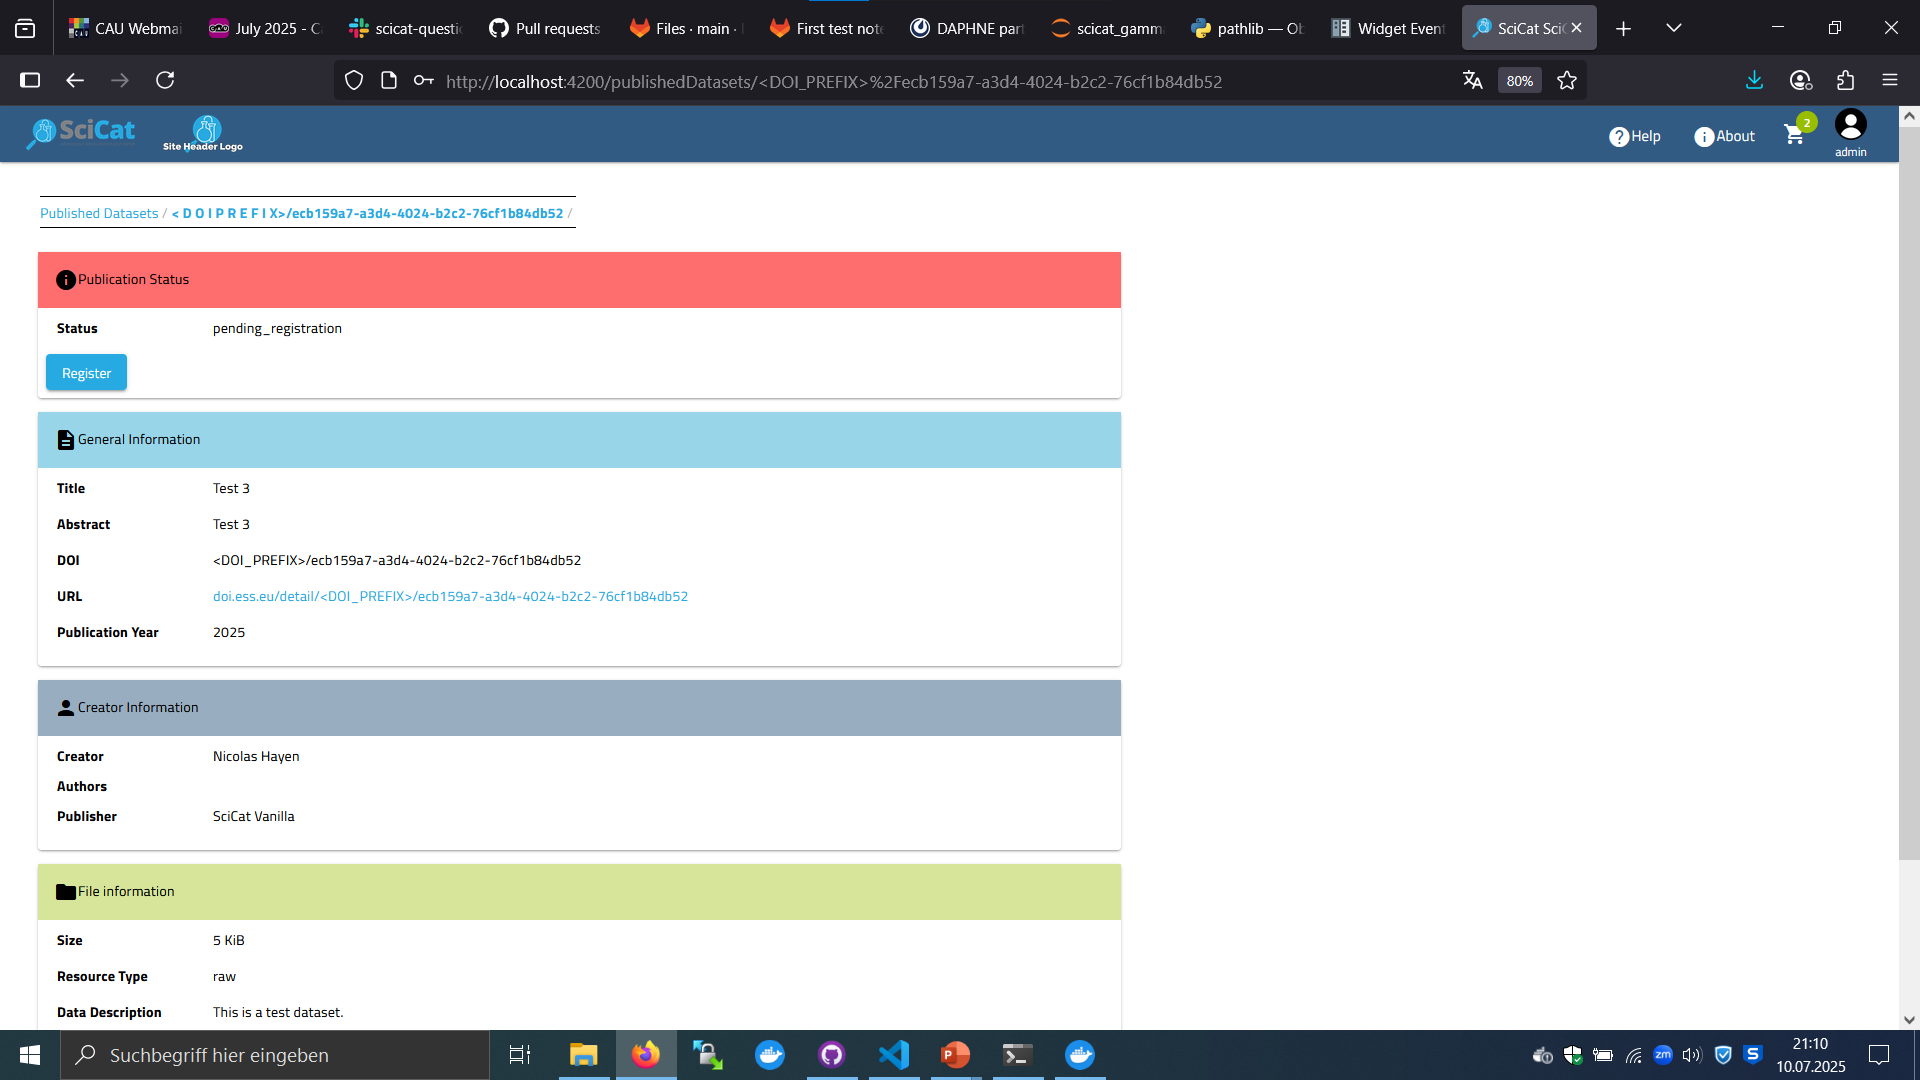 CAU Webmai
July 2025 - C
scicat-questio
Pull requests
Files · main ·
First test note
DAPHNE part
scicat_gamm
pathlib — Ob
Widget Event
SciCat SciC
http://localhost:4200/publishedDatasets/<DOI_PREFIX>%2Fecb159a7-a3d4-4024-b2c2-76cf1b84db52
80%
SciCat
Site Header Logo
Help
About
2
admin
Published Datasets / < D O I P R E F I X>/ecb159a7-a3d4-4024-b2c2-76cf1b84db52 /
Publication Status
Status pending_registration
Register
General Information
Title Test 3
Abstract Test 3
DOI <DOI_PREFIX>/ecb159a7-a3d4-4024-b2c2-76cf1b84db52
URL doi.ess.eu/detail/<DOI_PREFIX>/ecb159a7-a3d4-4024-b2c2-76cf1b84db52
Publication Year 2025
Creator Information
Creator Nicolas Hayen
Authors
Publisher SciCat Vanilla
File information
Size 5 KiB
Resource Type raw
Data Description This is a test dataset.
Suchbegriff hier eingeben
zm
S
21:10
10.07.2025